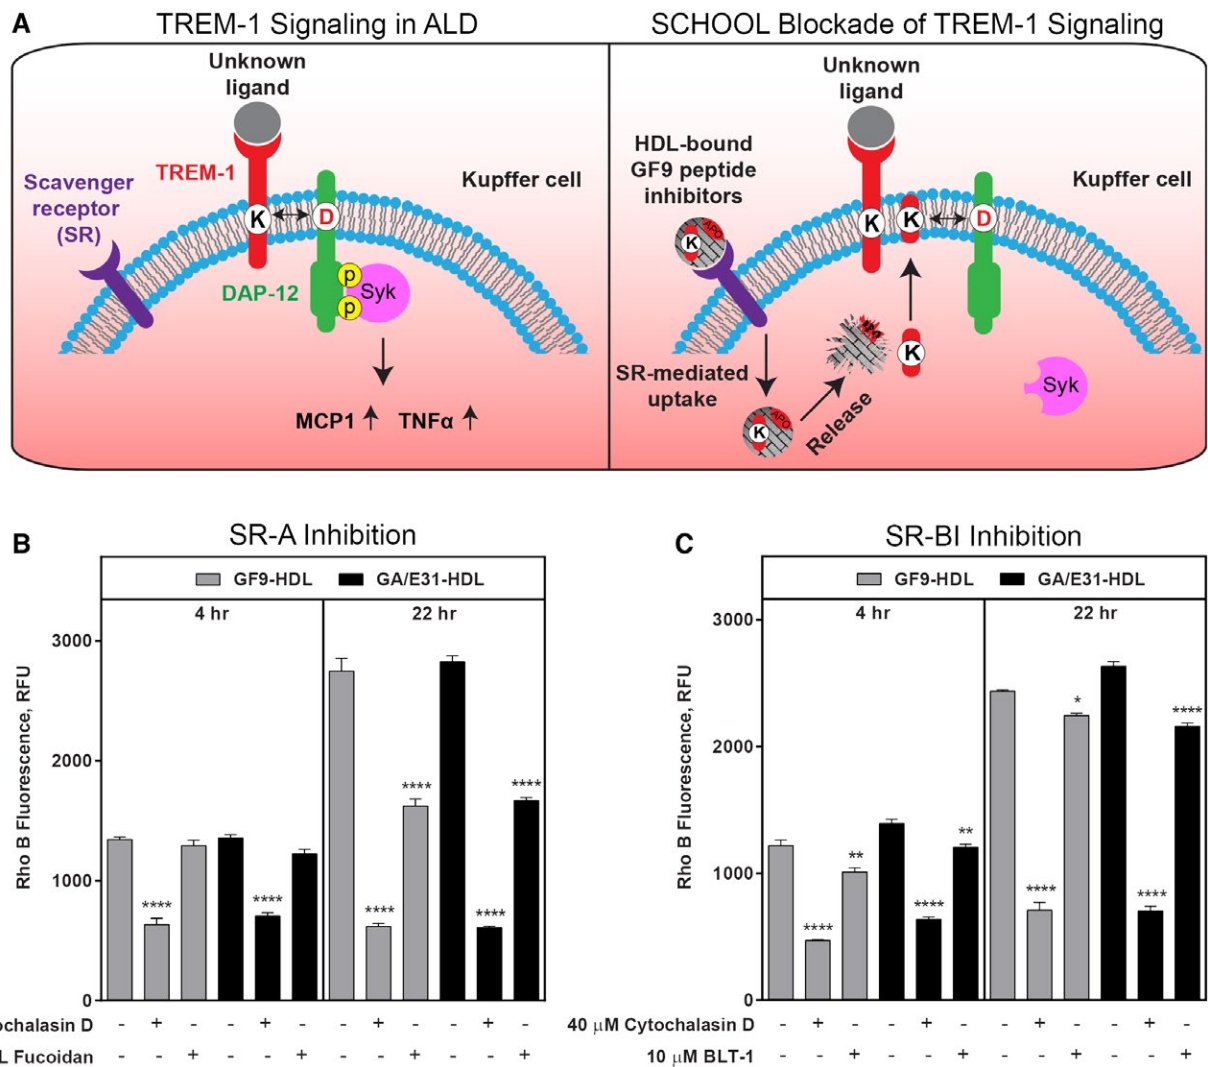 A
TREM-1 Signaling in ALD
SCHOOL Blockade of TREM-1 Signaling
Unknown
ligand
TREM-1
Scavenger
receptor
(SR)
Kupffer cell
K
D
DAP-12
p
p
Syk
MCP1 ↑ TNFα ↑
Unknown
ligand
HDL-bound
GF9 peptide
inhibitors
Kupffer cell
APO
K
K
K
D
K
SR-mediated
uptake
APO
K
Release
Syk
B
SR-A Inhibition
GF9-HDL GA/E31-HDL
4 hr 22 hr
Rho B Fluorescence, RFU
3000
2000
1000
0
**** **** **** **** **** ****
ochalasin D - + - - + - - + - - + -
L Fucoidan - - + - - + - - + - - +
C
SR-BI Inhibition
GF9-HDL GA/E31-HDL
4 hr 22 hr
Rho B Fluorescence, RFU
3000
2000
1000
0
**** ** **** ** **** * **** ****
40 μM Cytochalasin D - + - - + - - + - - + -
10 μM BLT-1 - - + - - + - - + - - +